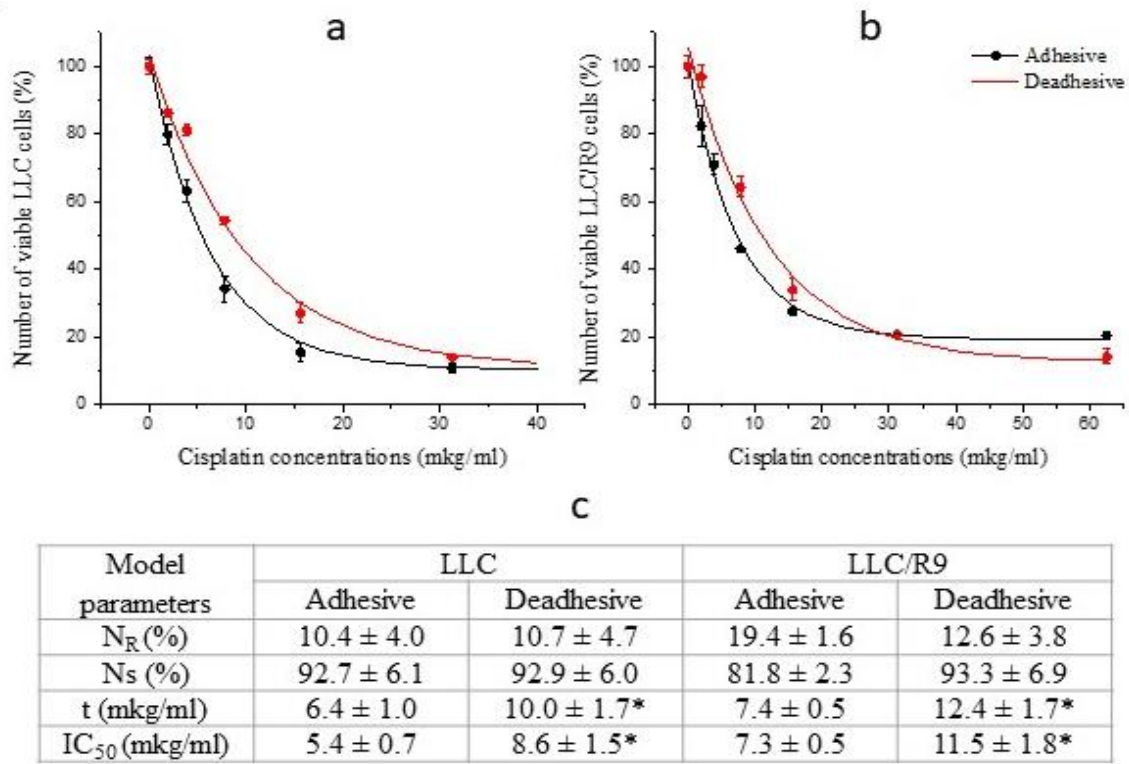 a
b
Number of viable LLC cells (%)
100
80
60
40
20
0
0 10 20 30 40
Cisplatin concentrations (mkg/ml)
Number of viable LLC/R9 cells (%)
100
80
60
40
20
0
0 10 20 30 40 50 60
Cisplatin concentrations (mkg/ml)
Adhesive
Deadhesive
c
Model parameters LLC LLC/R9
Adhesive Deadhesive Adhesive Deadhesive
NR (%) 10.4 ± 4.0 10.7 ± 4.7 19.4 ± 1.6 12.6 ± 3.8
Ns (%) 92.7 ± 6.1 92.9 ± 6.0 81.8 ± 2.3 93.3 ± 6.9
t (mkg/ml) 6.4 ± 1.0 10.0 ± 1.7* 7.4 ± 0.5 12.4 ± 1.7*
IC50 (mkg/ml) 5.4 ± 0.7 8.6 ± 1.5* 7.3 ± 0.5 11.5 ± 1.8*